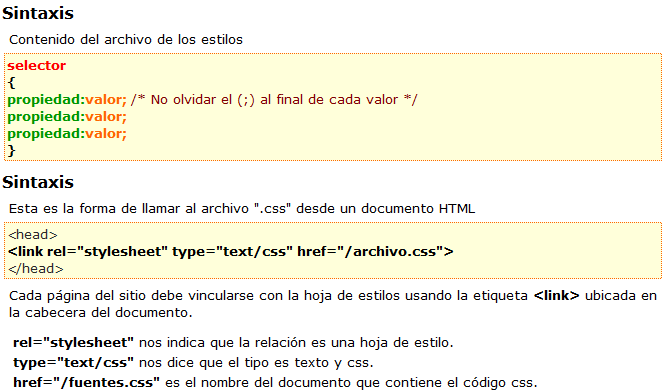 Sintaxis
Contenido del archivo de los estilos
selector
{
propiedad:valor; /* No olvidar el (;) al final de cada valor */
propiedad:valor;
propiedad:valor;
}
Sintaxis
Esta es la forma de llamar al archivo ".css" desde un documento HTML
<head>
<link rel="stylesheet" type="text/css" href="/archivo.css">
</head>
Cada página del sitio debe vincularse con la hoja de estilos usando la etiqueta <link> ubicada en
la cabecera del documento.
rel="stylesheet" nos indica que la relación es una hoja de estilo.
type="text/css" nos dice que el tipo es texto y css.
href="/fuentes.css" es el nombre del documento que contiene el código css.